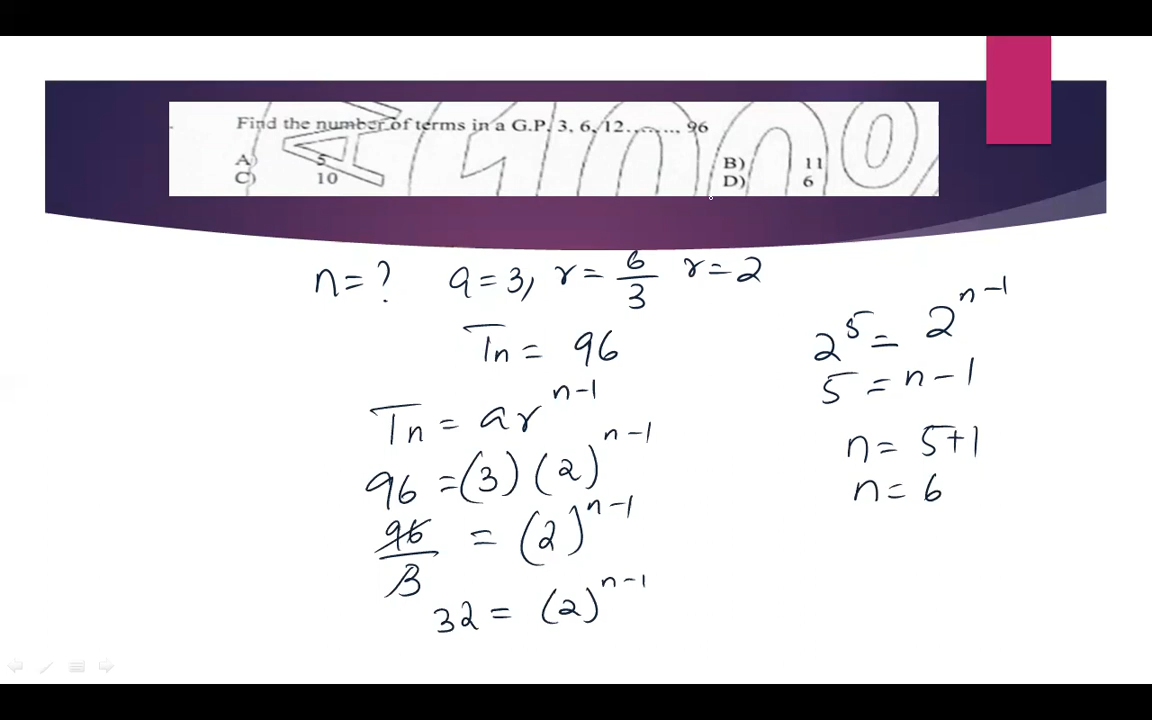 Find the number of terms in a G.P. 3, 6, 12......... 96
A) 5 B) 11
C) 10 D) 6
n = ? a = 3, r = 6/3 r = 2
Tn = 96
Tn = ar^n-1
96 = (3) (2)^n-1
96/3 = (2)^n-1
32 = (2)^n-1
2^5 = 2^n-1
5 = n - 1
n = 5+1
n = 6